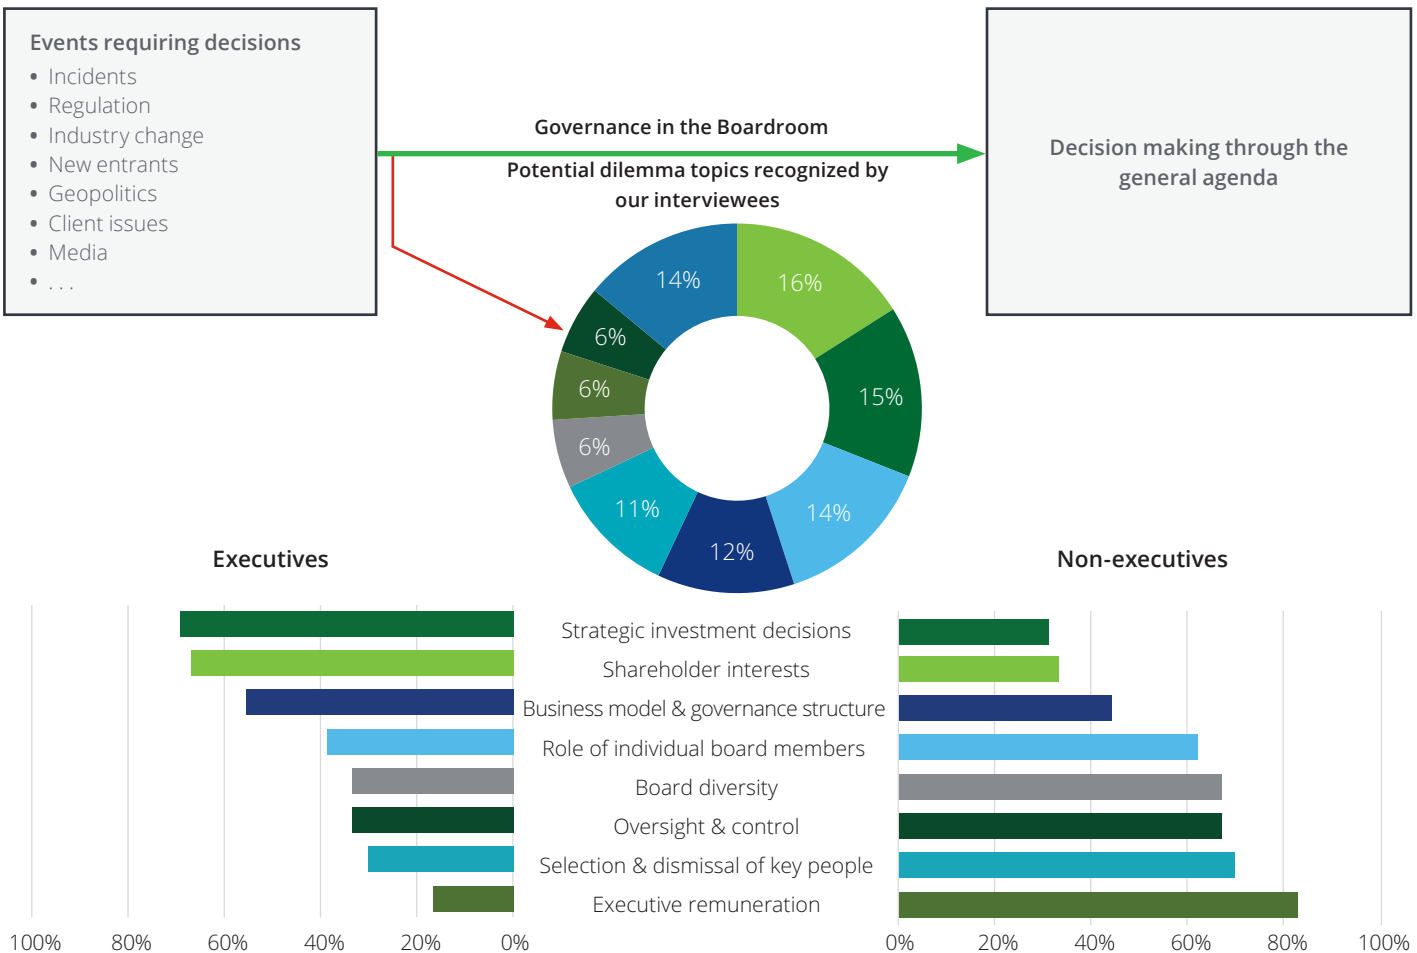 Events requiring decisions
• Incidents
• Regulation
• Industry change
• New entrants
• Geopolitics
• Client issues
• Media
• . . .
Governance in the Boardroom
Potential dilemma topics recognized by
our interviewees
Decision making through the
general agenda
14%
16%
6%
15%
6%
6%
11%
14%
12%
Executives
Non-executives
Strategic investment decisions
Shareholder interests
Business model & governance structure
Role of individual board members
Board diversity
Oversight & control
Selection & dismissal of key people
Executive remuneration
100% 80% 60% 40% 20% 0%
0% 20% 40% 60% 80% 100%